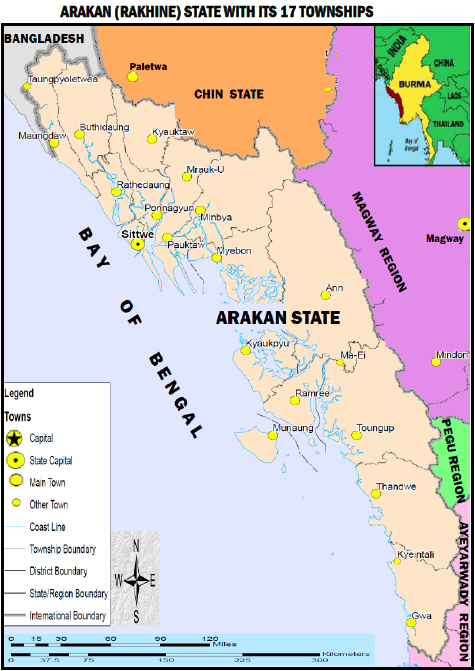 ARAKAN (RAKHINE) STATE WITH ITS 17 TOWNSHIPS
BANGLADESH
Paletwa
CHIN STATE
INDIA
CHINA
BURMA
LAOS
THAILAND
Bay of
Bengal
Taungpyoletwea
Maungdaw
Buthidaung
Kyauktaw
Mrauk-U
Rathedaung
Ponnagyun
Minbya
Sittwe
Pauktaw
Myebon
MAGWAY REGION
Magway
BAY OF BENGAL
Ann
ARAKAN STATE
Kyaukpyu
Ma-Ei
Mindon
Ramree
Munaung
Toungup
PEGU REGION
Thandwe
Kyeintali
Gwa
AYEYARWADY REGION
Legend
Towns
Capital
State Capital
Main Town
Other Town
Coast Line
Township Boundary
District Boundary
State/Region Boundary
International Boundary
N
W E
S
0 15 30 60 90 120
Miles
0 37.5 75 150 225 300
Kilometers